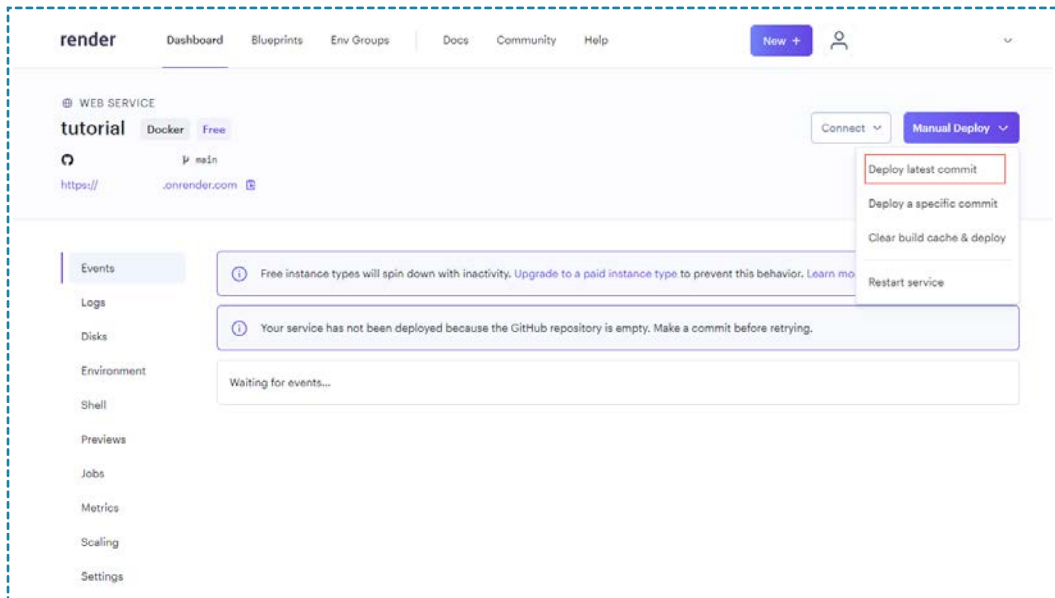 render Dashboard Blueprints Env Groups Docs Community Help New +
WEB SERVICE
tutorial Docker Free
Connect Manual Deploy
main
https:// .onrender.com
Deploy latest commit
Deploy a specific commit
Clear build cache & deploy
Restart service
Events
Logs
Disks
Environment
Shell
Previews
Jobs
Metrics
Scaling
Settings
Free instance types will spin down with inactivity. Upgrade to a paid instance type to prevent this behavior. Learn mo
Your service has not been deployed because the GitHub repository is empty. Make a commit before retrying.
Waiting for events...